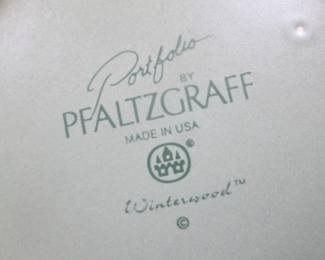 Portfolio
BY
PFALTZGRAFF
MADE IN USA
®
Winterwood™
©